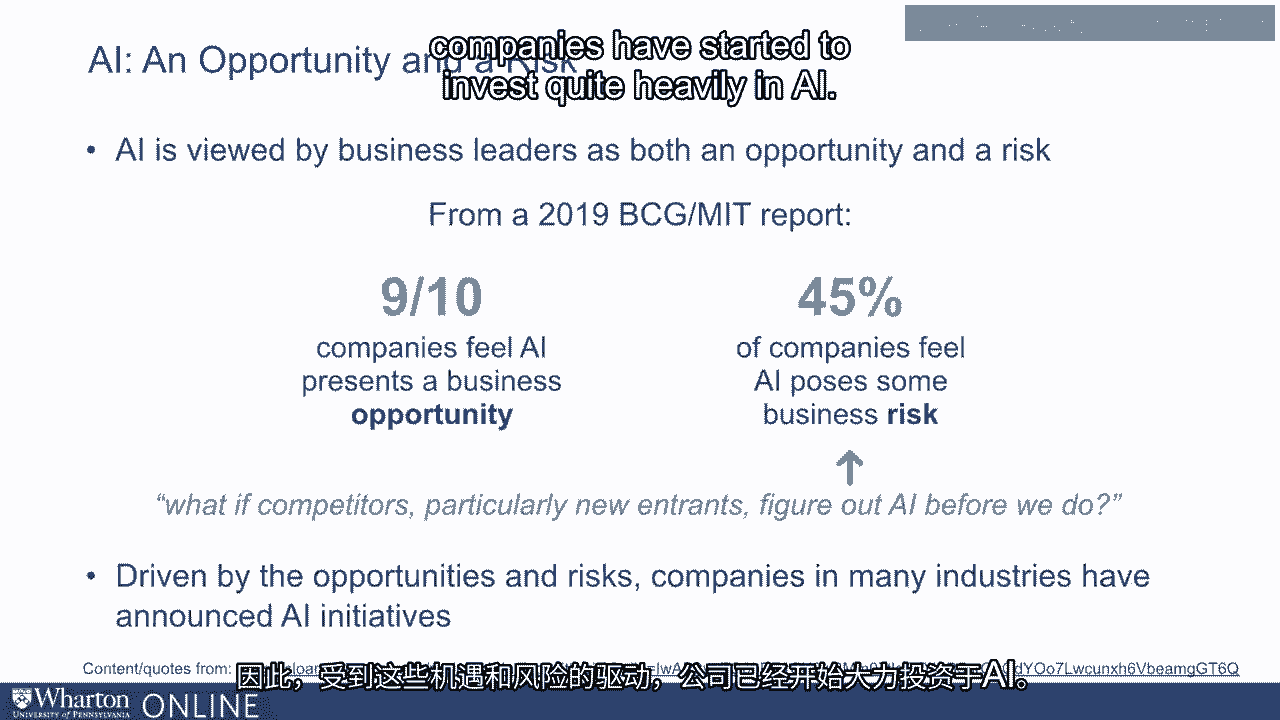 companies have started to
invest quite heavily in AI.
AI: An Opportunity and a Risk
• AI is viewed by business leaders as both an opportunity and a risk
From a 2019 BCG/MIT report:
9/10
companies feel AI
presents a business
opportunity
45%
of companies feel
AI poses some
business risk
↑
“what if competitors, particularly new entrants, figure out AI before we do?”
• Driven by the opportunities and risks, companies in many industries have
announced AI initiatives
Content/quotes from:
因此，受到这些机遇和风险的驱动，公司已经开始大力投资于AI。
Wharton
UNIVERSITY of PENNSYLVANIA
ONLINE